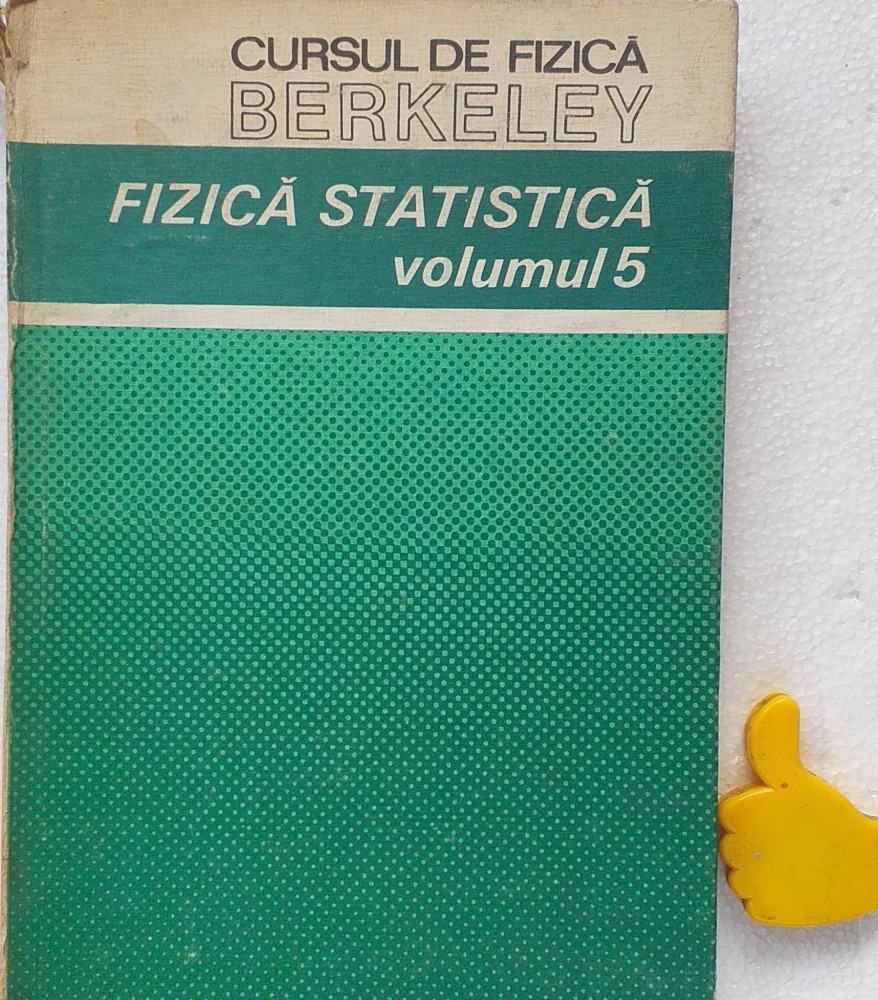 CURSUL DE FIZICĂ
BERKELEY
FIZICĂ STATISTICĂ
volumul 5